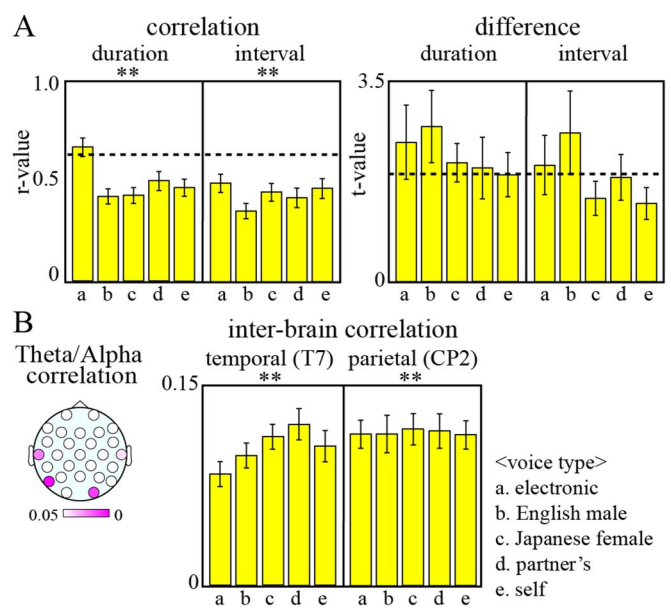 A
correlation
difference
duration
interval
duration
interval
**
**
1.0
3.5
r-value
t-value
0.5
0
0
a b c d e
a b c d e
a b c d e
a b c d e
B
inter-brain correlation
Theta/Alpha
correlation
temporal (T7)
parietal (CP2)
**
**
0.15
0
0.05
0
a b c d e
a b c d e
<voice type>
a. electronic
b. English male
c. Japanese female
d. partner's
e. self